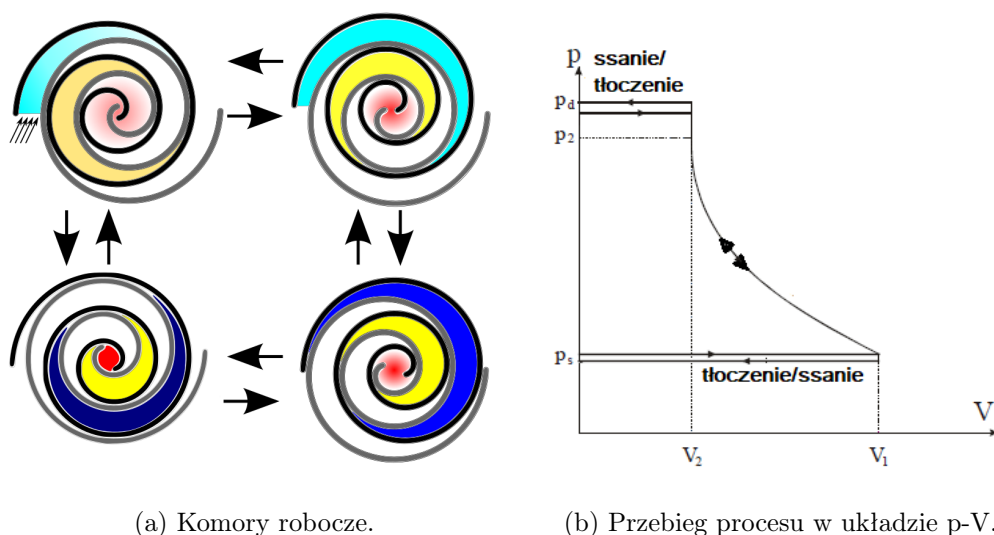 p ssanie/
tłoczenie
p_d
p_2
p_s
tłoczenie/ssanie
V
V_2 V_1
(a) Komory robocze. (b) Przebieg procesu w układzie p-V.